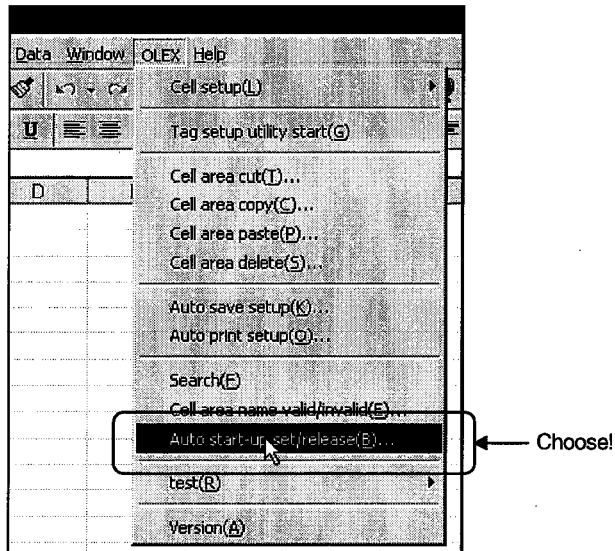 Data Window OLEX Help
Cell setup(L)
U
Tag setup utility start(G)
Cell area cut(T)...
D
Cell area copy(C)...
Cell area paste(P)...
Cell area delete(S)...
Auto save setup(K)...
Auto print setup(O)...
Search(F)
Cell area name valid/invalid(E)...
Auto start-up set/release(B)...
Choose!
test(R)
Version(A)